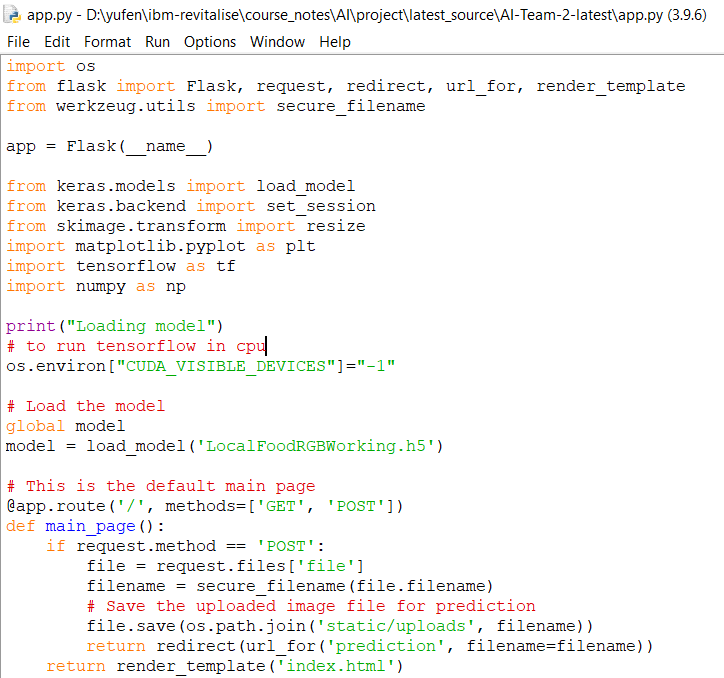 app.py - D:\yufen\ibm-revitalise\course_notes\AI\project\latest_source\AI-Team-2-latest\app.py (3.9.6)
File Edit Format Run Options Window Help
import os
from flask import Flask, request, redirect, url_for, render_template
from werkzeug.utils import secure_filename

app = Flask(__name__)

from keras.models import load_model
from keras.backend import set_session
from skimage.transform import resize
import matplotlib.pyplot as plt
import tensorflow as tf
import numpy as np

print("Loading model")
# to run tensorflow in cpu
os.environ["CUDA_VISIBLE_DEVICES"]="-1"

# Load the model
global model
model = load_model('LocalFoodRGBWorking.h5')

# This is the default main page
@app.route('/', methods=['GET', 'POST'])
def main_page():
    if request.method == 'POST':
        file = request.files['file']
        filename = secure_filename(file.filename)
        # Save the uploaded image file for prediction
        file.save(os.path.join('static/uploads', filename))
        return redirect(url_for('prediction', filename=filename))
    return render_template('index.html')